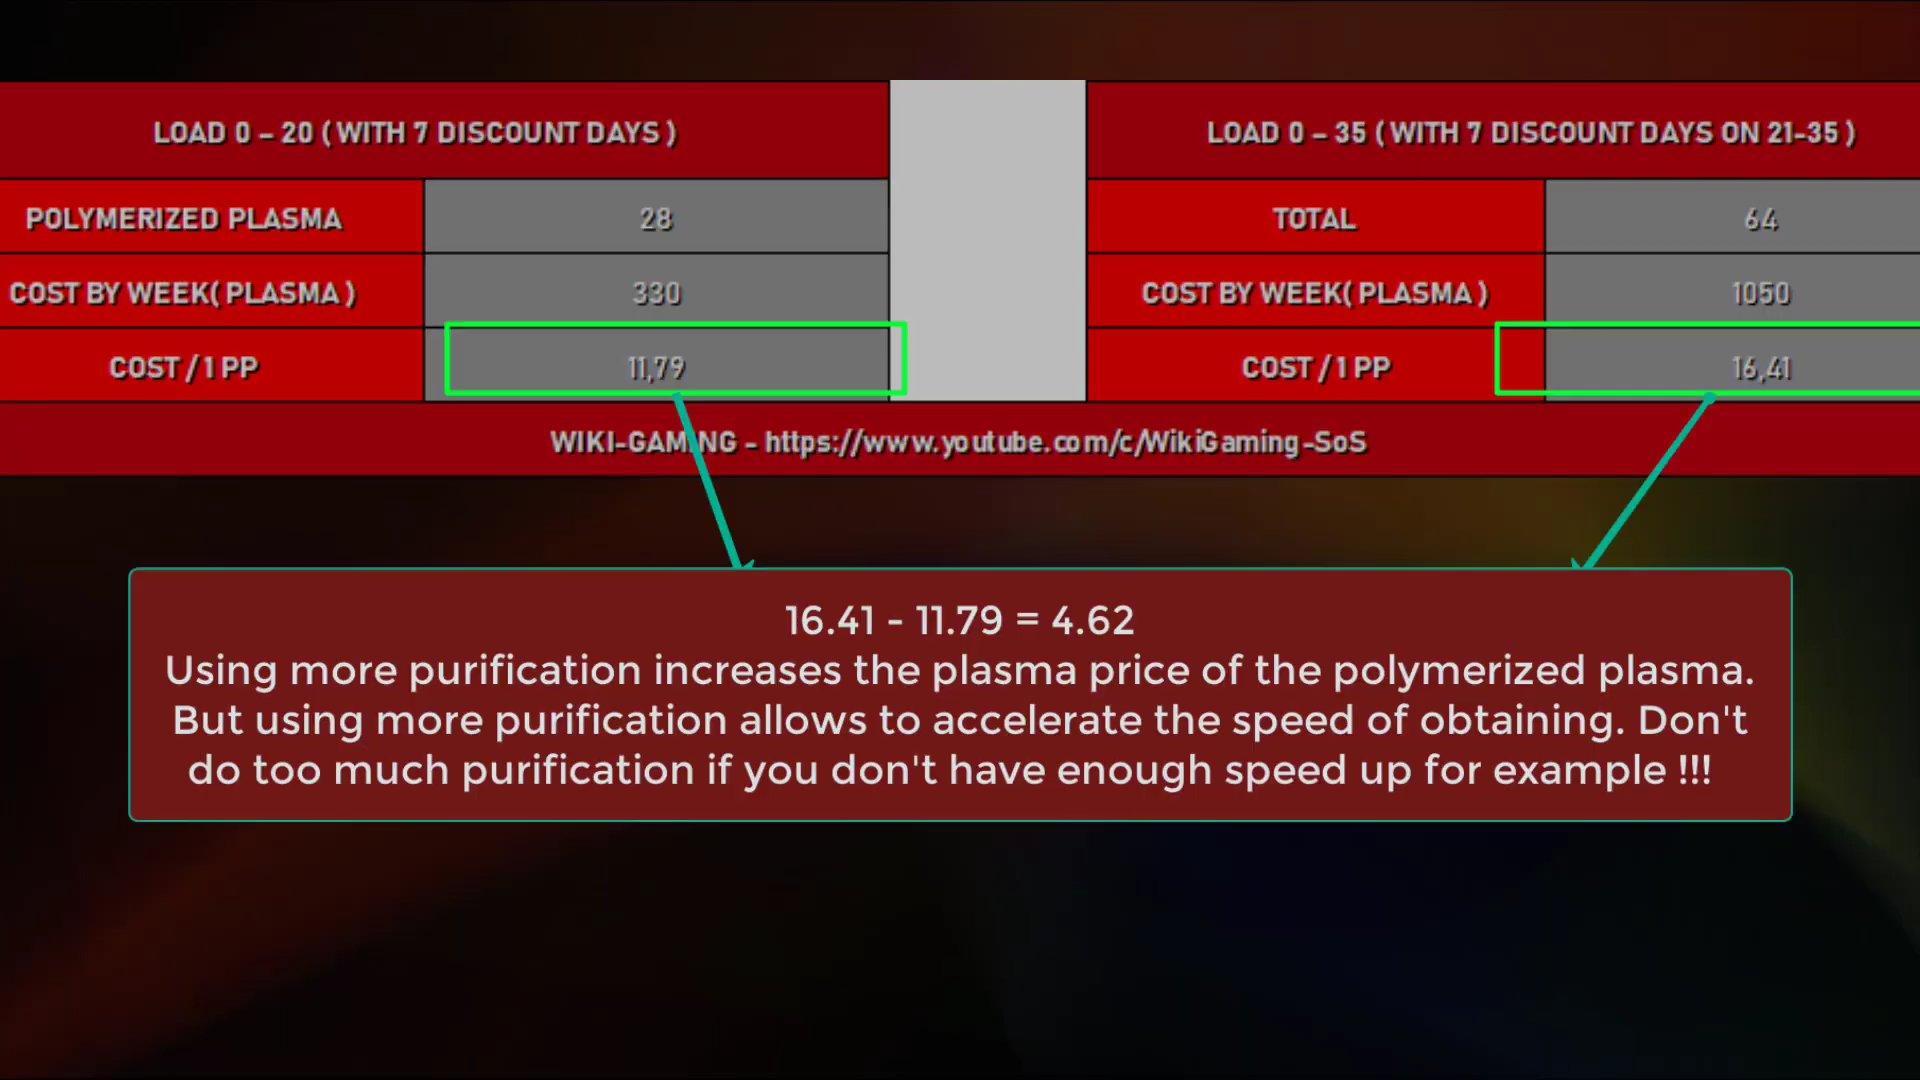 LOAD 0 – 20 ( WITH 7 DISCOUNT DAYS )
POLYMERIZED PLASMA 28
COST BY WEEK( PLASMA ) 330
COST / 1 PP 11,79
LOAD 0 – 35 ( WITH 7 DISCOUNT DAYS ON 21-35 )
TOTAL 64
COST BY WEEK( PLASMA ) 1050
COST / 1 PP 16,41
WIKI-GAMING - https://www.youtube.com/c/WikiGaming-SoS
16.41 - 11.79 = 4.62
Using more purification increases the plasma price of the polymerized plasma.
But using more purification allows to accelerate the speed of obtaining. Don't
do too much purification if you don't have enough speed up for example !!!